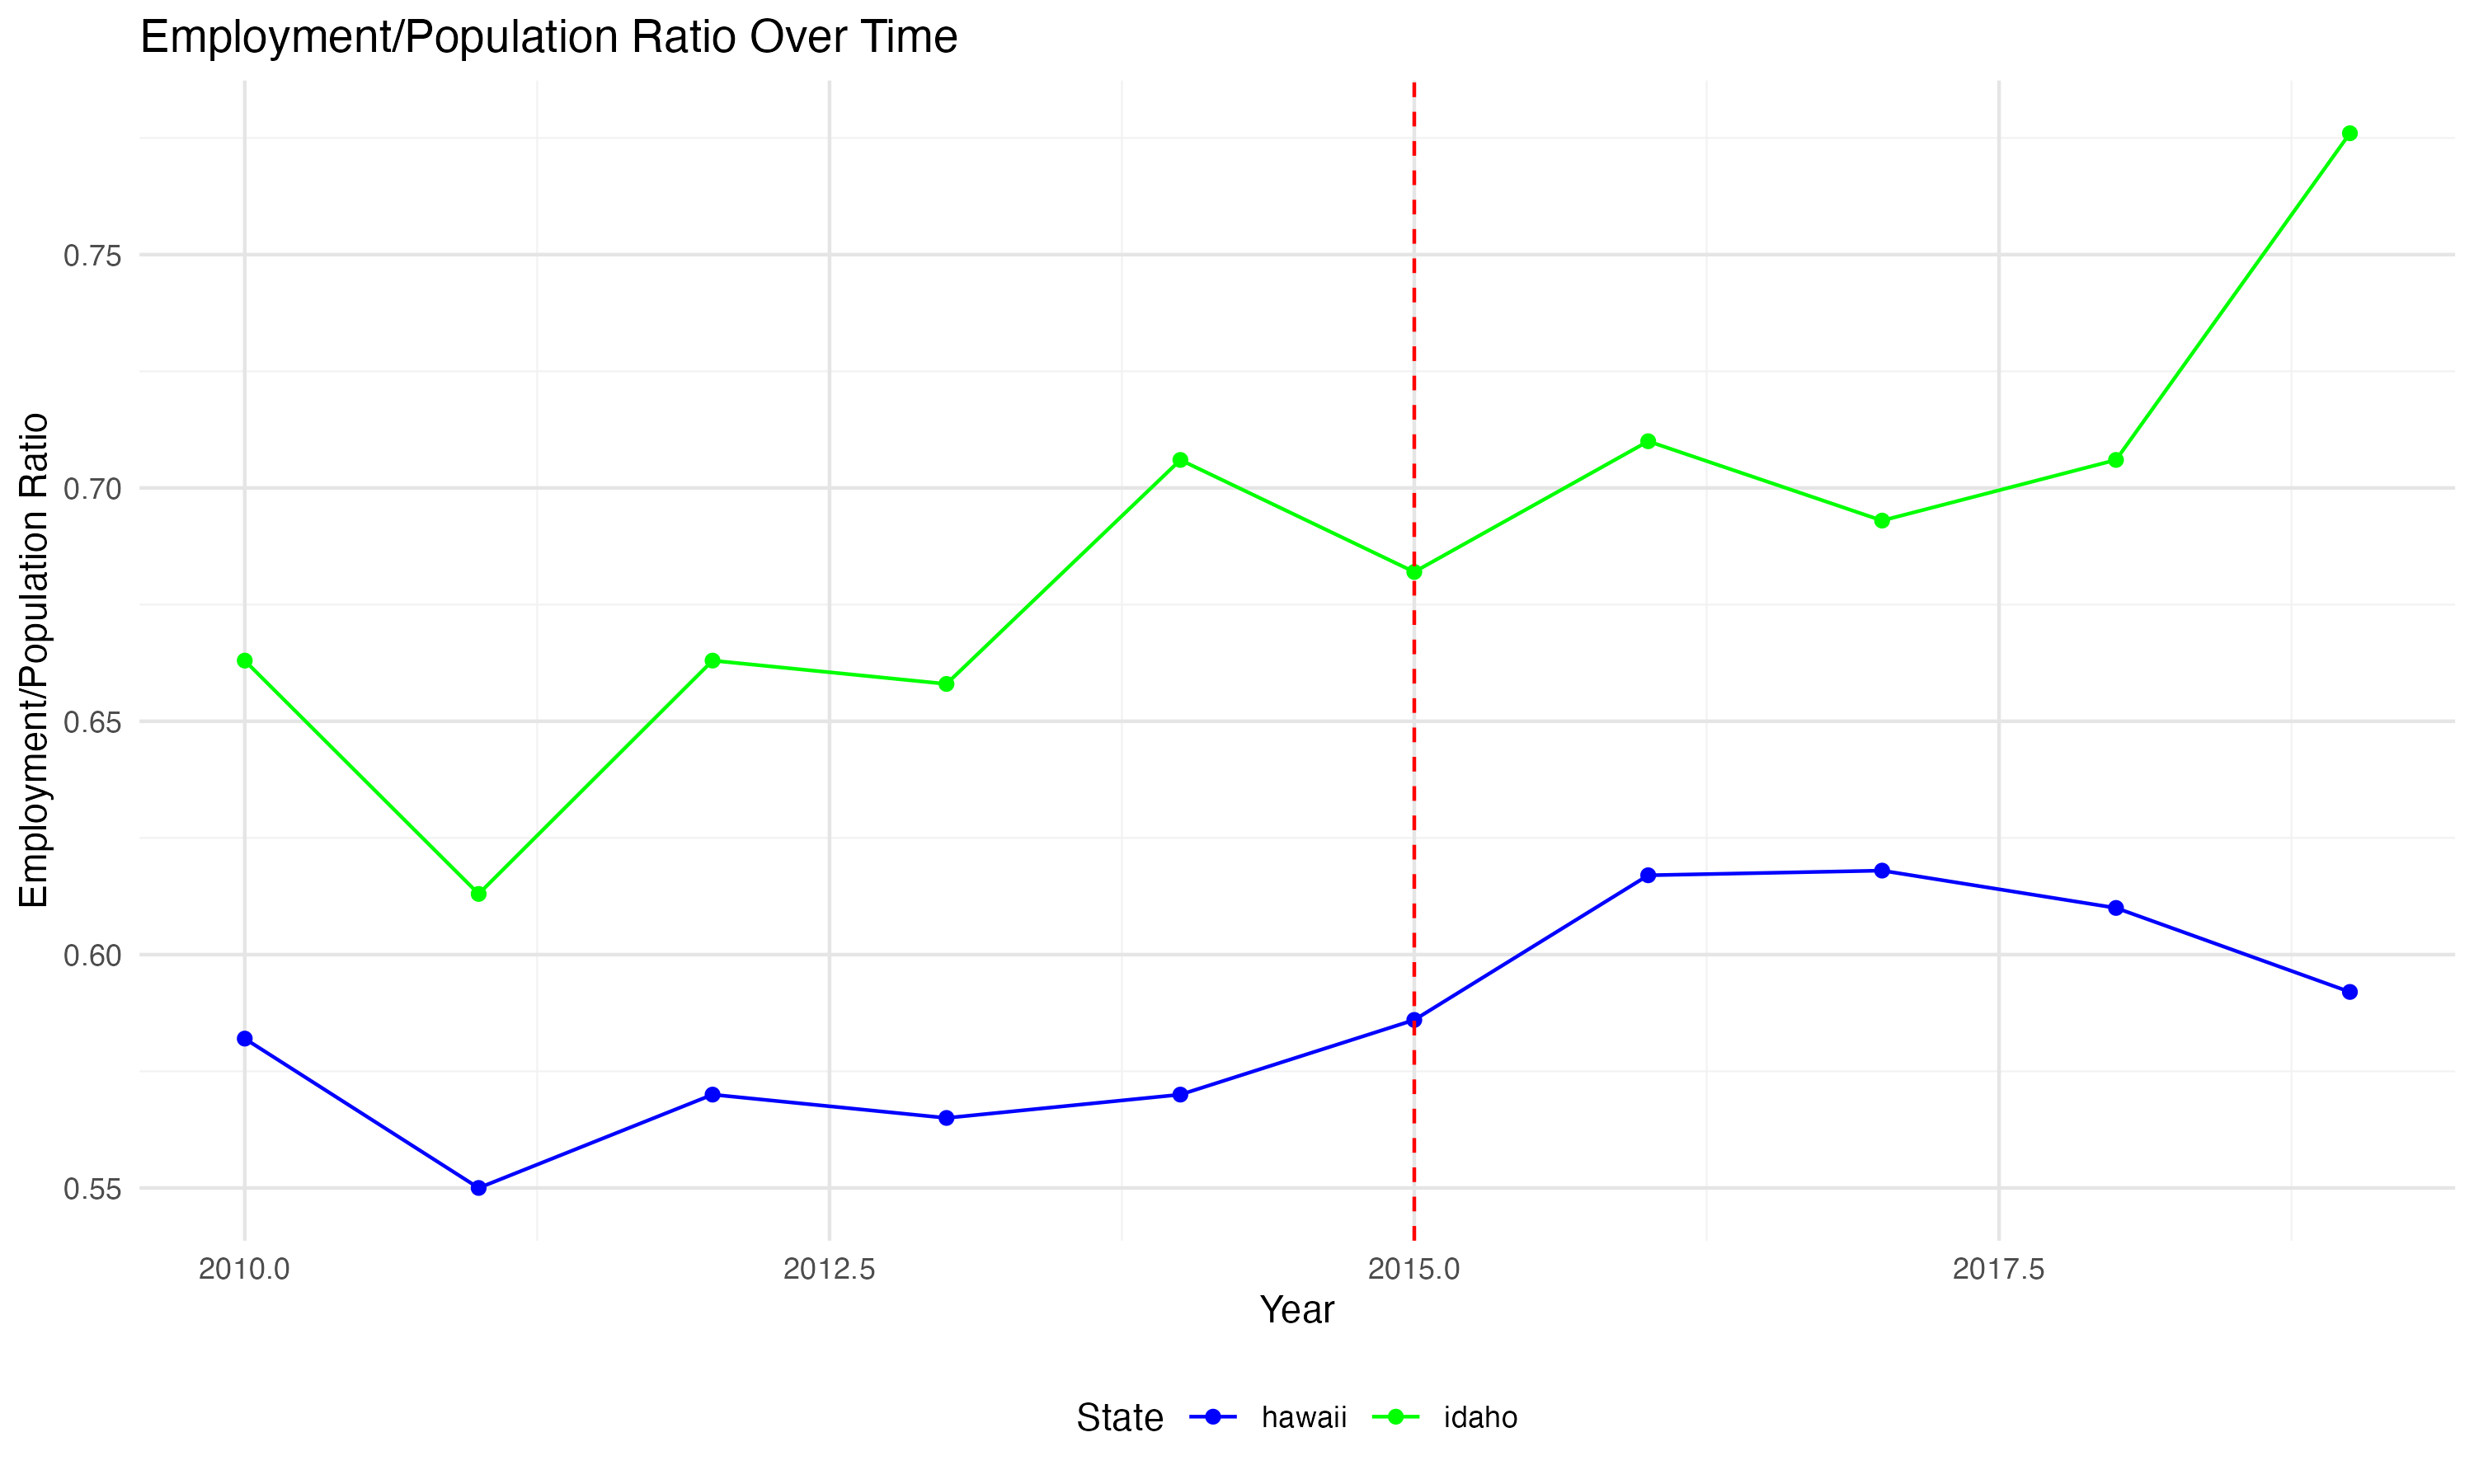 Employment/Population Ratio Over Time
Employment/Population Ratio
0.75
0.70
0.65
0.60
0.55
2010.0 2012.5 2015.0 2017.5
Year
State hawaii idaho